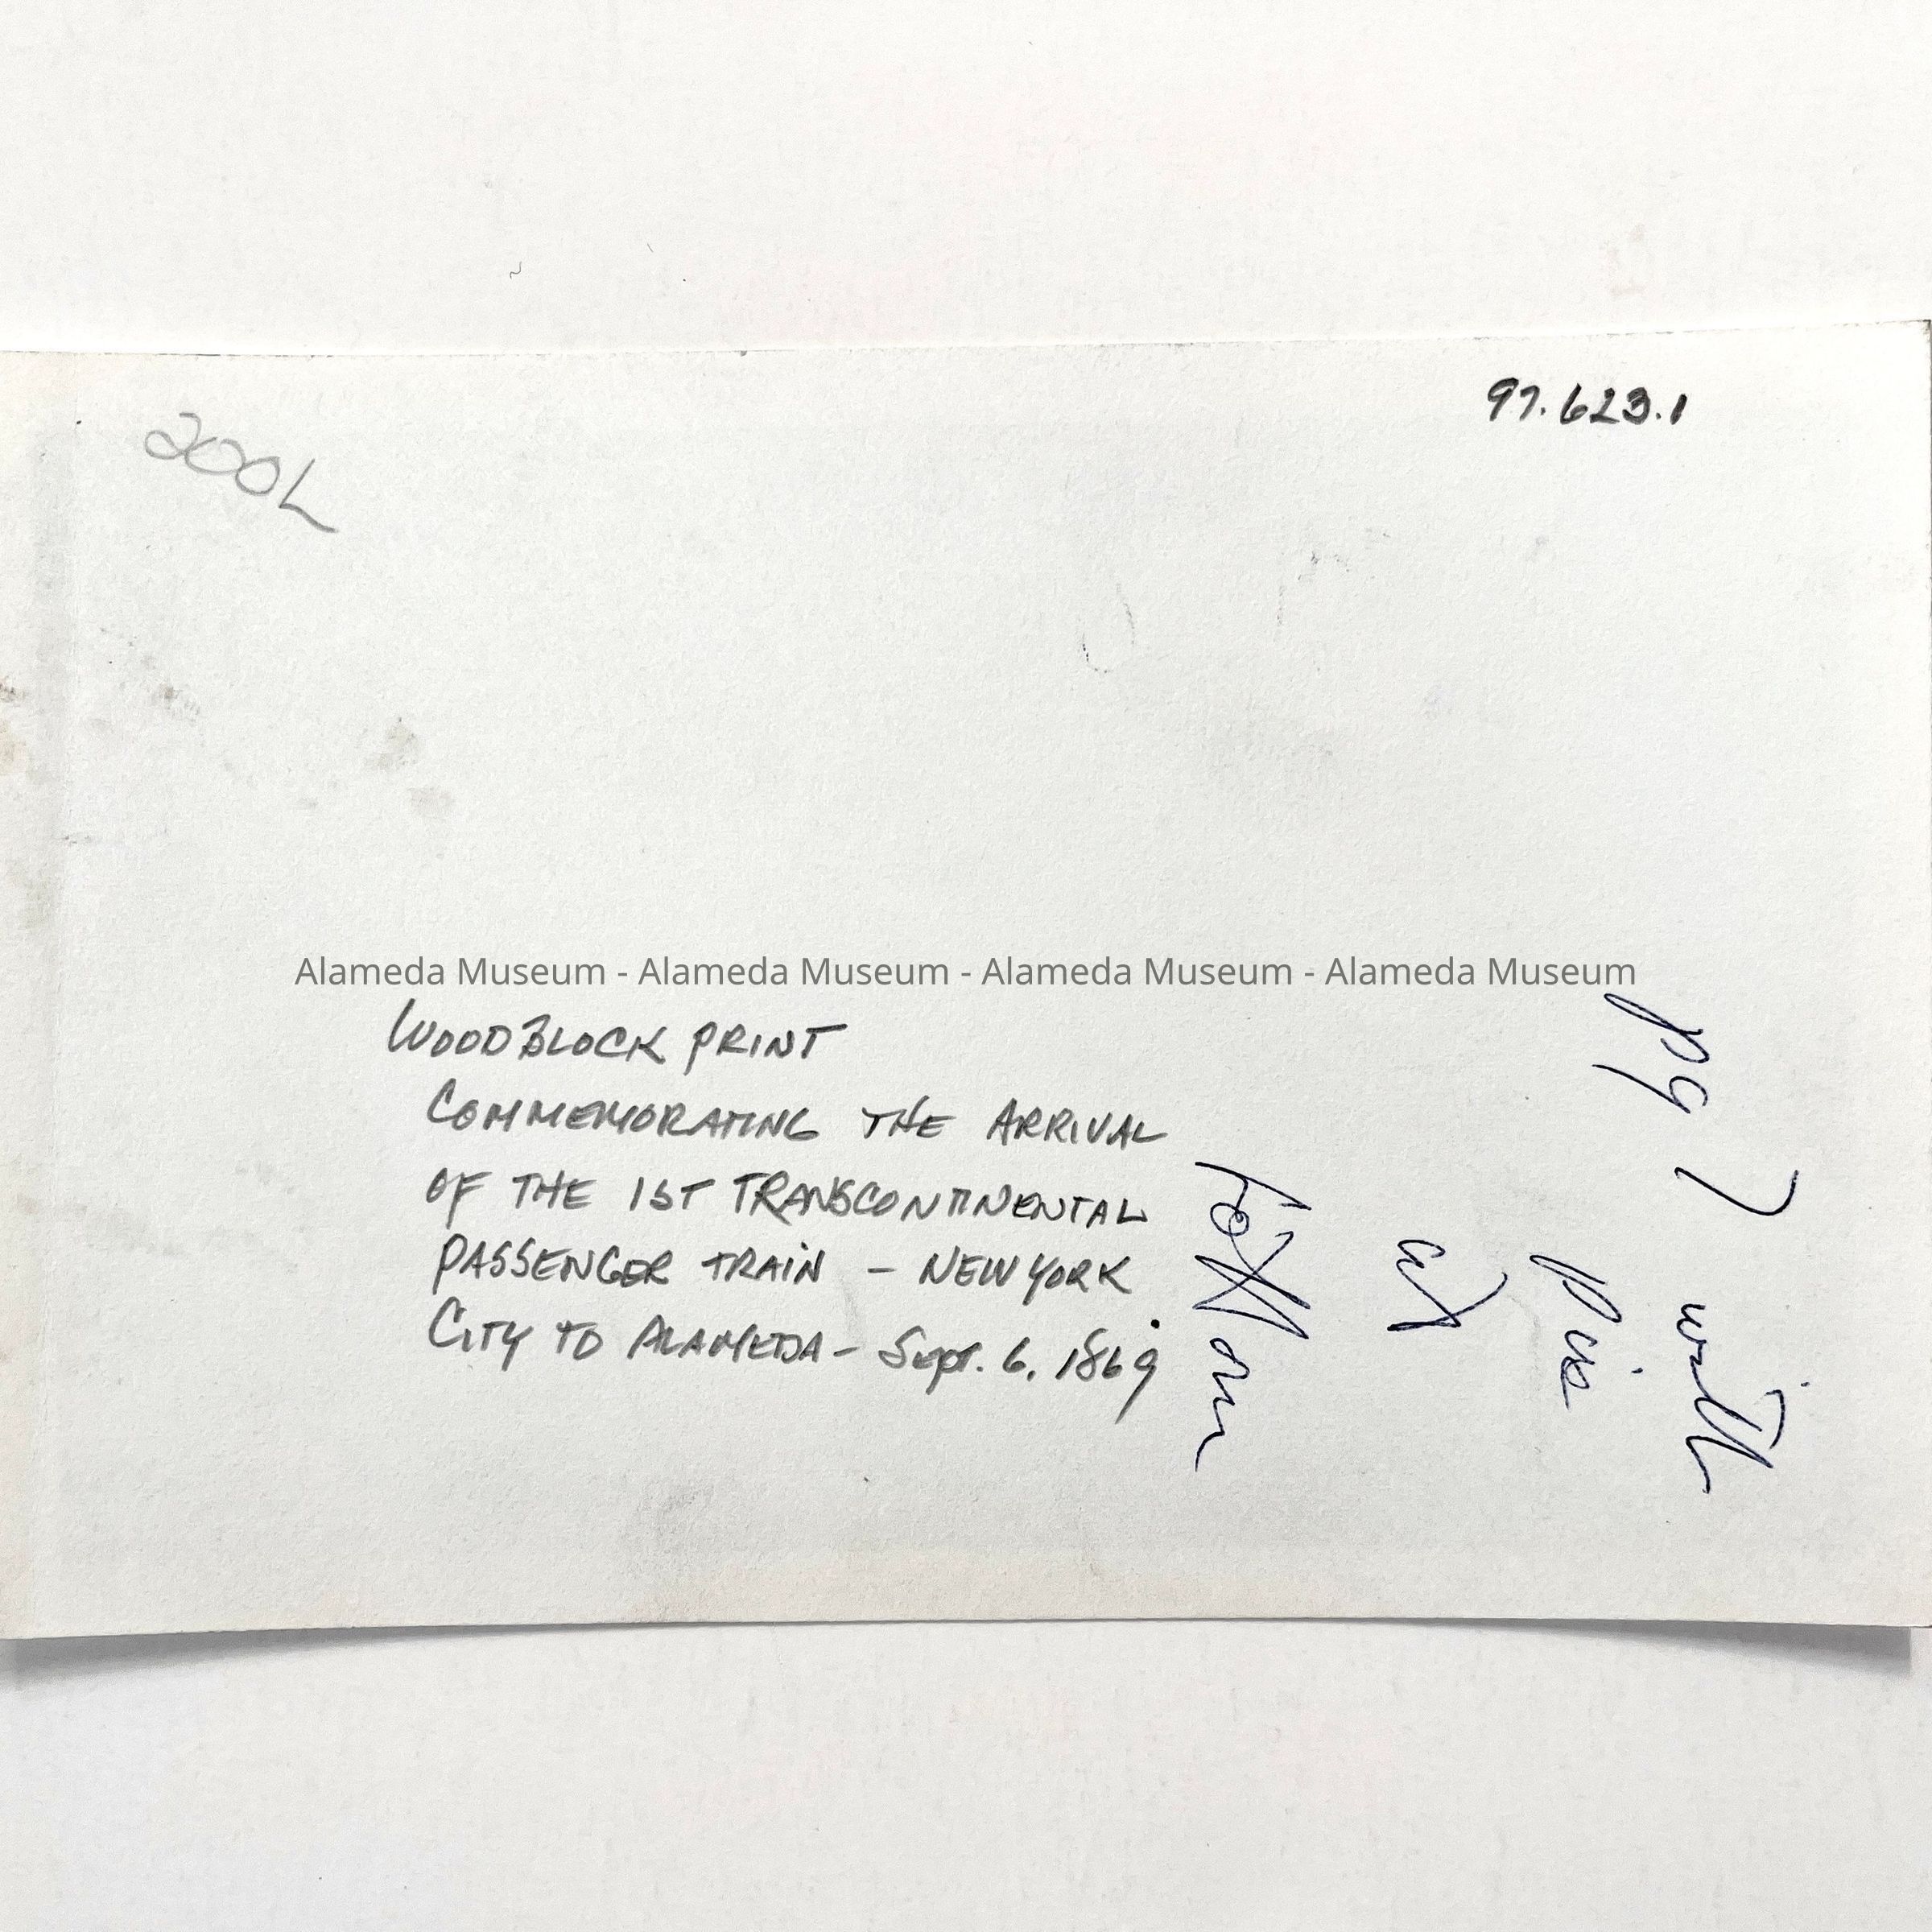 97.623.1
200L
Alameda Museum - Alameda Museum - Alameda Museum - Alameda Museum
WOODBLOCK PRINT
COMMEMORATING THE ARRIVAL
OF THE 1ST TRANSCONTINENTAL
PASSENGER TRAIN - NEW YORK
CITY TO ALAMEDA - Sept. 6, 1869
pg 7 with
pic
at
bottom